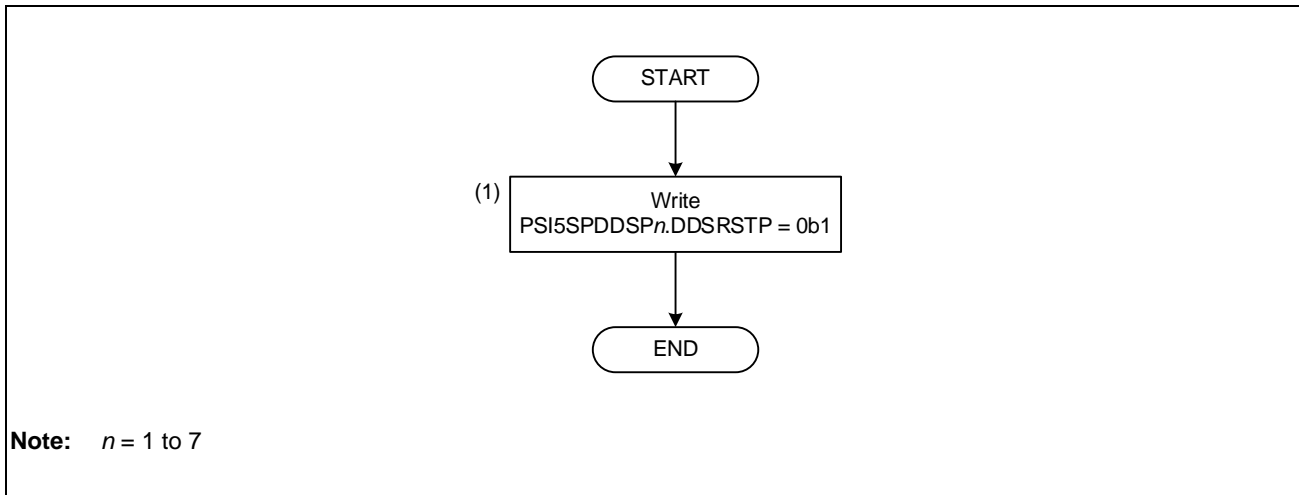 START
(1)
Write
PSI5SPDDSPn.DDSRSTP = 0b1
END
Note: n = 1 to 7